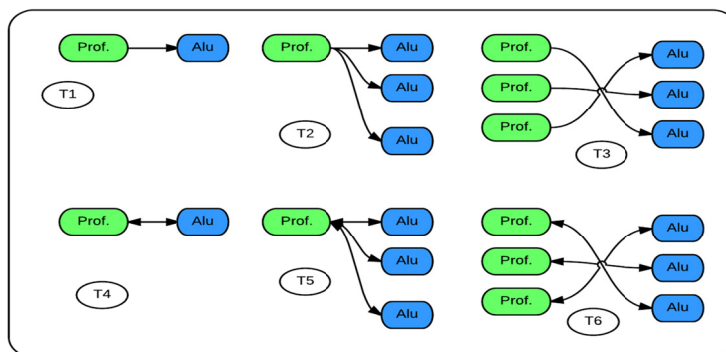 Prof. Alu Prof. Alu Prof. Alu
Alu Prof. Alu
T1
T2 Alu Prof. Alu
T3
Prof. Alu Prof. Alu Prof. Alu
Alu Prof. Alu
T4 T5
Alu Prof. Alu
T6